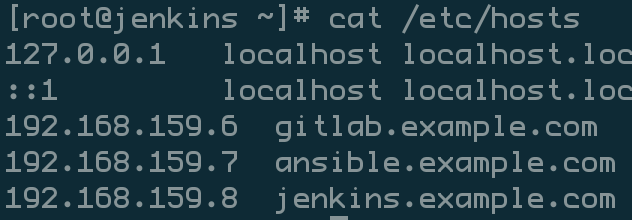 [root@jenkins ~]# cat /etc/hosts
127.0.0.1   localhost localhost.loc
::1         localhost localhost.loc
192.168.159.6  gitlab.example.com
192.168.159.7  ansible.example.com
192.168.159.8  jenkins.example.com